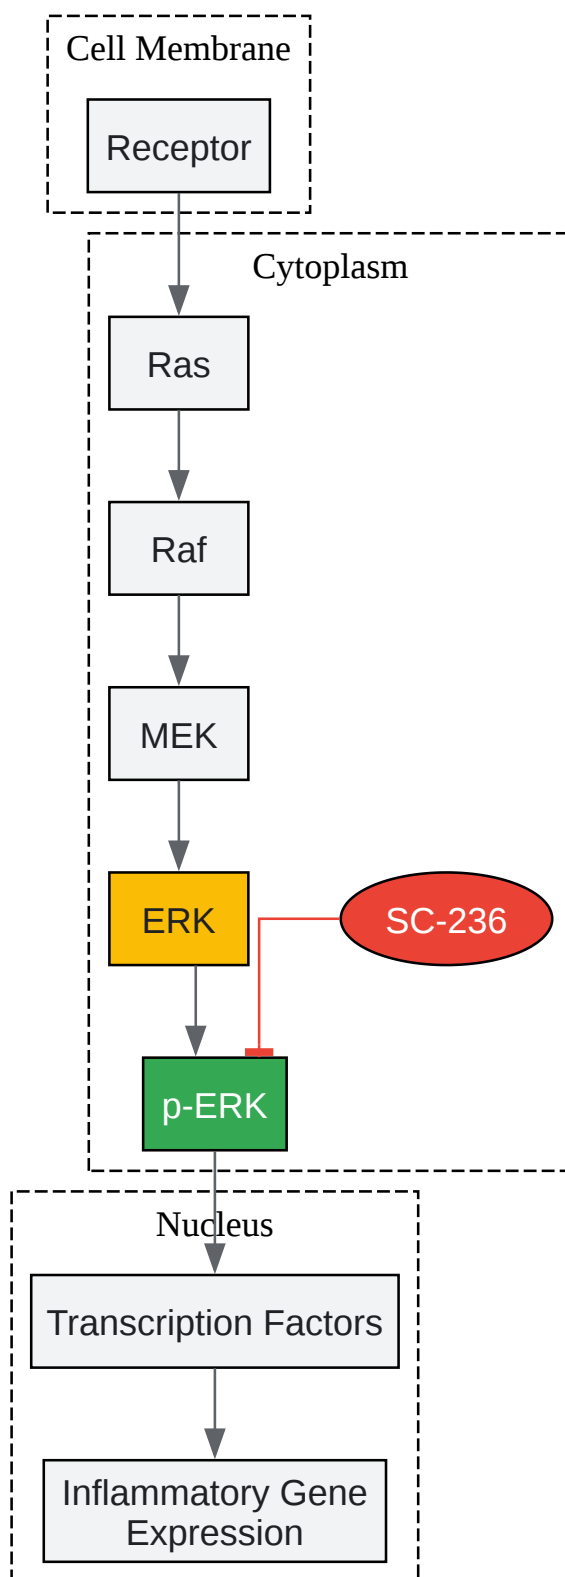 Cell Membrane
Receptor
Cytoplasm
Ras
Raf
MEK
ERK
SC-236
p-ERK
Nucleus
Transcription Factors
Inflammatory Gene
Expression